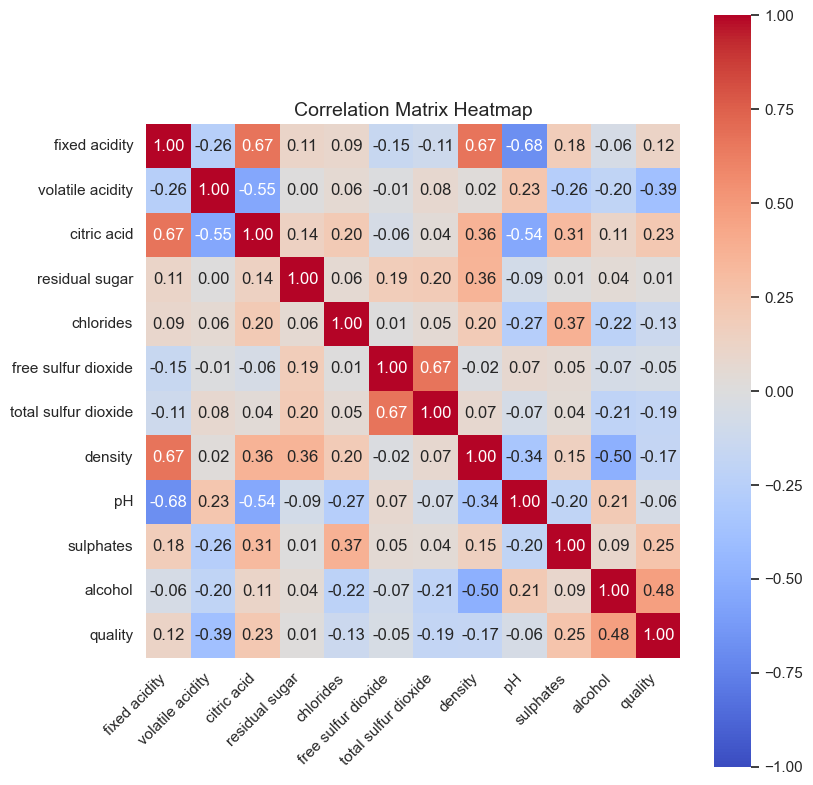 Correlation Matrix Heatmap
fixed acidity 1.00 -0.26 0.67 0.11 0.09 -0.15 -0.11 0.67 -0.68 0.18 -0.06 0.12
volatile acidity -0.26 1.00 -0.55 0.00 0.06 -0.01 0.08 0.02 0.23 -0.26 -0.20 -0.39
citric acid 0.67 -0.55 1.00 0.14 0.20 -0.06 0.04 0.36 -0.54 0.31 0.11 0.23
residual sugar 0.11 0.00 0.14 1.00 0.06 0.19 0.20 0.36 -0.09 0.01 0.04 0.01
chlorides 0.09 0.06 0.20 0.06 1.00 0.01 0.05 0.20 -0.27 0.37 -0.22 -0.13
free sulfur dioxide -0.15 -0.01 -0.06 0.19 0.01 1.00 0.67 -0.02 0.07 0.05 -0.07 -0.05
total sulfur dioxide -0.11 0.08 0.04 0.20 0.05 0.67 1.00 0.07 -0.07 0.04 -0.21 -0.19
density 0.67 0.02 0.36 0.36 0.20 -0.02 0.07 1.00 -0.34 0.15 -0.50 -0.17
pH -0.68 0.23 -0.54 -0.09 -0.27 0.07 -0.07 -0.34 1.00 -0.20 0.21 -0.06
sulphates 0.18 -0.26 0.31 0.01 0.37 0.05 0.04 0.15 -0.20 1.00 0.09 0.25
alcohol -0.06 -0.20 0.11 0.04 -0.22 -0.07 -0.21 -0.50 0.21 0.09 1.00 0.48
quality 0.12 -0.39 0.23 0.01 -0.13 -0.05 -0.19 -0.17 -0.06 0.25 0.48 1.00
fixed acidity
volatile acidity
citric acid
residual sugar
chlorides
free sulfur dioxide
total sulfur dioxide
density
pH
sulphates
alcohol
quality
1.00
0.75
0.50
0.25
0.00
−0.25
−0.50
−0.75
−1.00